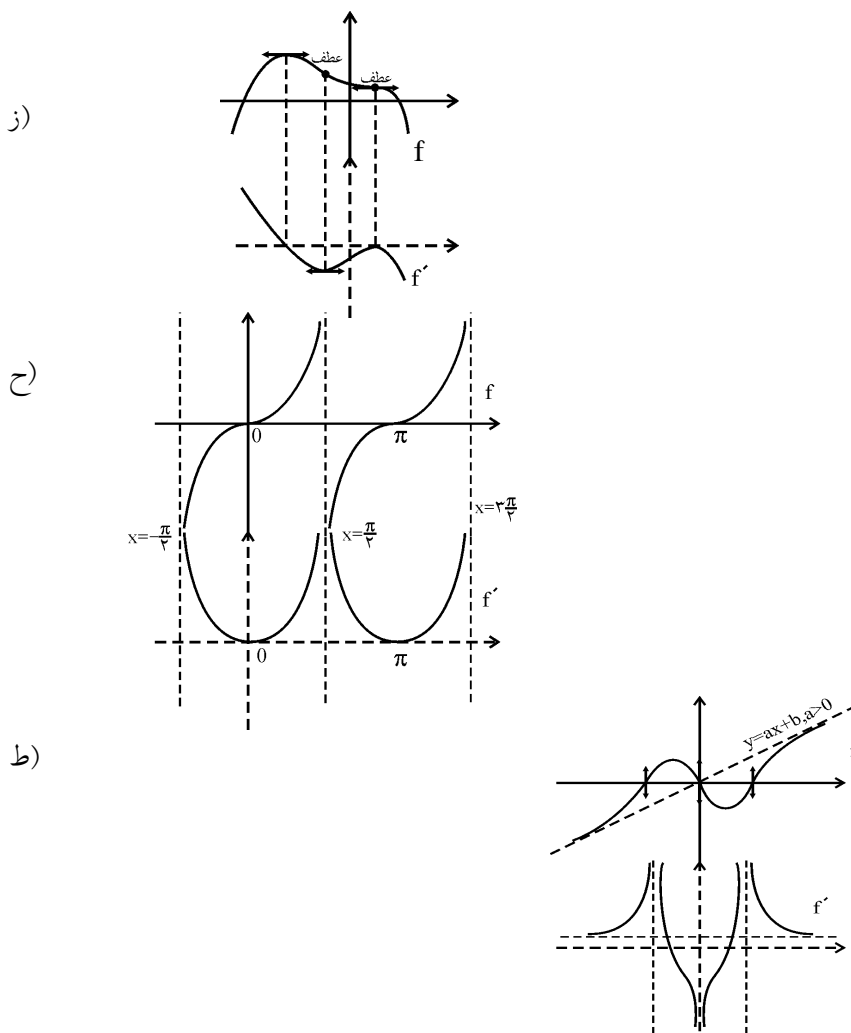 عطف
عطف
ز)
f
f´
ح)
f
0
π
x=-π/۲
x=π/۲
x=۳π/۲
f´
0
π
ط)
y=ax+b,a>0
f´